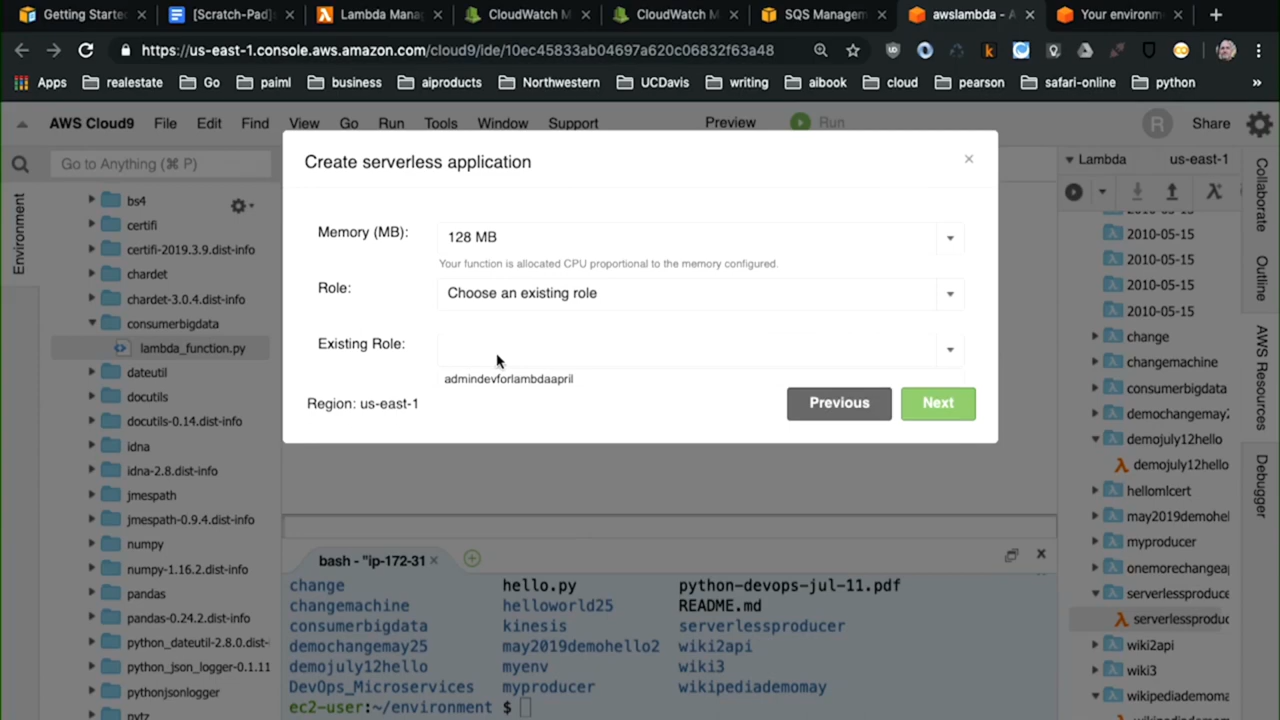 Getting Starte
[Scratch-Pad]
Lambda Mana
CloudWatch M
CloudWatch M
SQS Managem
awslambda - A
Your environm
https://us-east-1.console.aws.amazon.com/cloud9/ide/10ec45833ab04697a620c06832f63a48
Apps realestate Go paiml business aiproducts Northwestern UCDavis writing aibook cloud pearson safari-online python »
AWS Cloud9 File Edit Find View Go Run Tools Window Support Preview Run R Share
Go to Anything (⌘ P)
Environment
bs4
certifi
certifi-2019.3.9.dist-info
chardet
chardet-3.0.4.dist-info
consumerbigdata
lambda_function.py
dateutil
docutils
docutils-0.14.dist-info
idna
idna-2.8.dist-info
jmespath
jmespath-0.9.4.dist-info
numpy
numpy-1.16.2.dist-info
pandas
pandas-0.24.2.dist-info
python_dateutil-2.8.0.dist-
python_json_logger-0.1.11
pythonjsonlogger
pytz
Create serverless application
Memory (MB): 128 MB
Your function is allocated CPU proportional to the memory configured.
Role: Choose an existing role
Existing Role:
admindevforlambdaapril
Region: us-east-1 Previous Next
bash - "ip-172-31
change hello.py python-devops-jul-11.pdf
changemachine helloworld25 README.md
consumerbigdata kinesis serverlessproducer
demochangemay25 may2019demohello2 wiki2api
demojuly12hello myenv wiki3
DevOps_Microservices myproducer wikipediademomay
ec2-user:~/environment $
Lambda us-east-1
2010-05-15
2010-05-15
2010-05-15
2010-05-15
2010-05-15
change
changemachine
consumerbigdata
demochangemay2
demojuly12hello
demojuly12hello
hellomlcert
may2019demohel
myproducer
onemorechangea
serverlessproduce
serverlessproduc
wiki2api
wiki3
wikipediademoma
wikipediademoma
Collaborate
Outline
AWS Resources
Debugger